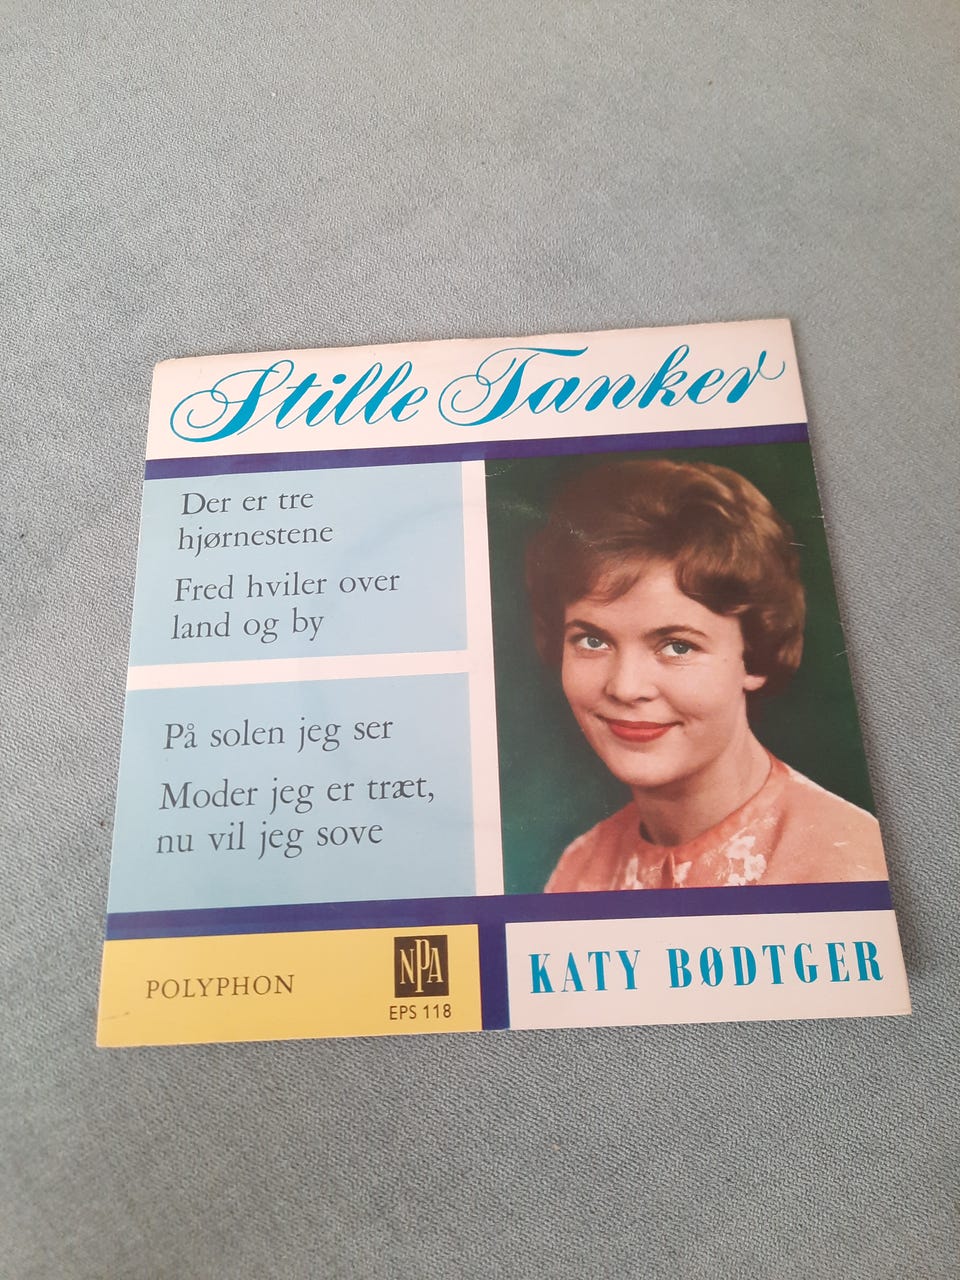 Stille Tanker
Der er tre
hjørnestene
Fred hviler over
land og by
På solen jeg ser
Moder jeg er træt,
nu vil jeg sove
POLYPHON
NPA
EPS 118
KATY BØDTGER